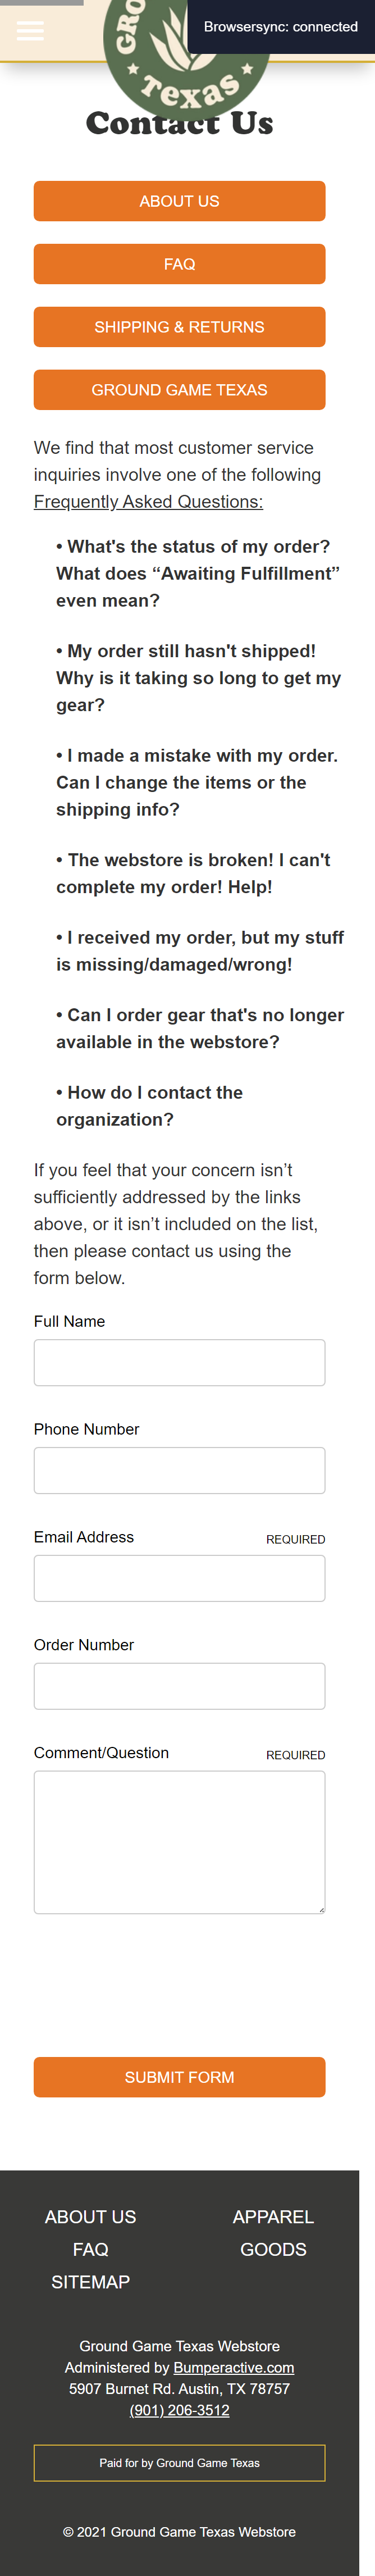 GRO
TEXAS
Browsersync: connected
Contact Us
ABOUT US
FAQ
SHIPPING & RETURNS
GROUND GAME TEXAS
We find that most customer service
inquiries involve one of the following
Frequently Asked Questions:
• What's the status of my order?
What does “Awaiting Fulfillment”
even mean?
• My order still hasn't shipped!
Why is it taking so long to get my
gear?
• I made a mistake with my order.
Can I change the items or the
shipping info?
• The webstore is broken! I can't
complete my order! Help!
• I received my order, but my stuff
is missing/damaged/wrong!
• Can I order gear that's no longer
available in the webstore?
• How do I contact the
organization?
If you feel that your concern isn’t
sufficiently addressed by the links
above, or it isn’t included on the list,
then please contact us using the
form below.
Full Name
Phone Number
Email Address REQUIRED
Order Number
Comment/Question REQUIRED
SUBMIT FORM
ABOUT US APPAREL
FAQ GOODS
SITEMAP
Ground Game Texas Webstore
Administered by Bumperactive.com
5907 Burnet Rd. Austin, TX 78757
(901) 206-3512
Paid for by Ground Game Texas
© 2021 Ground Game Texas Webstore